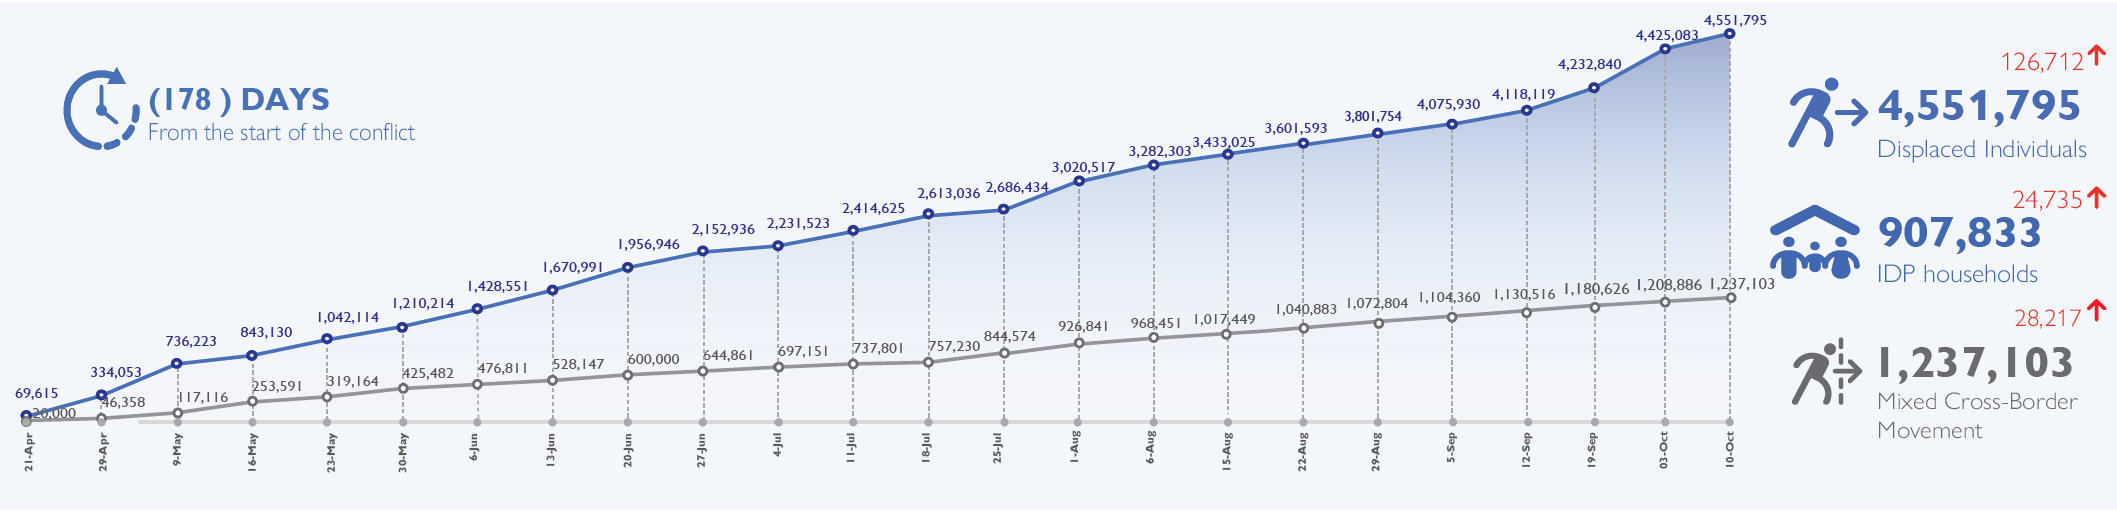 (178 ) DAYS
From the start of the conflict
69,615
334,053
736,223
843,130
1,042,114
1,210,214
1,428,551
1,670,991
1,956,946
2,152,936
2,231,523
2,414,625
2,613,036
2,686,434
3,020,517
3,282,303
3,433,025
3,601,593
3,801,754
4,075,930
4,118,119
4,232,840
4,425,083
4,551,795
20,000
46,358
117,116
253,591
319,164
425,482
476,811
528,147
600,000
644,861
697,151
737,801
757,230
844,574
926,841
968,451
1,017,449
1,040,883
1,072,804
1,104,360
1,130,516
1,180,626
1,208,886
1,237,103
21-Apr
29-Apr
9-May
16-May
23-May
30-May
6-Jun
13-Jun
20-Jun
27-Jun
4-Jul
11-Jul
18-Jul
25-Jul
1-Aug
6-Aug
15-Aug
22-Aug
29-Aug
5-Sep
12-Sep
19-Sep
03-Oct
10-Oct
126,712
4,551,795
Displaced Individuals
24,735
907,833
IDP households
28,217
1,237,103
Mixed Cross-Border
Movement